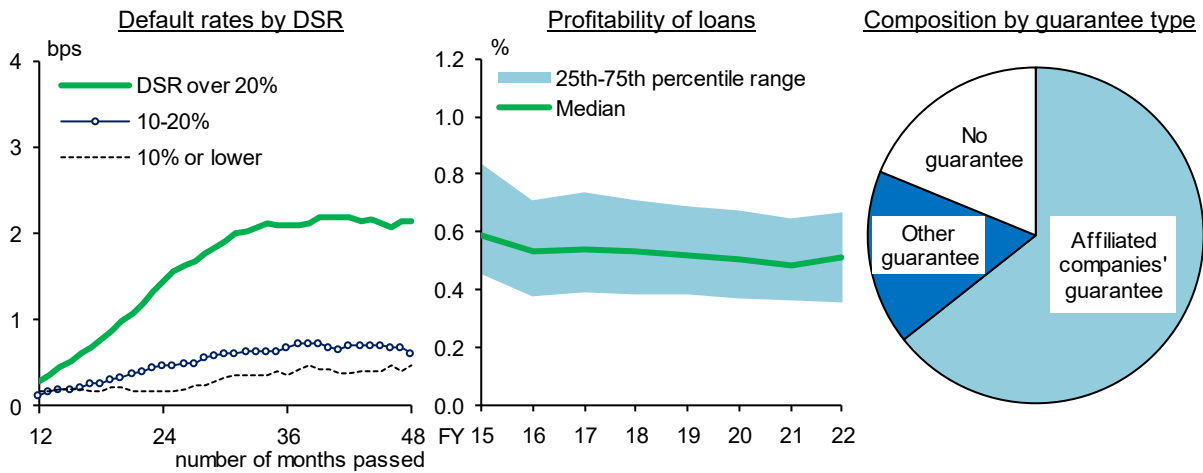 Default rates by DSR
bps
4
3
2
1
0
DSR over 20%
10-20%
10% or lower
12
24
36
48
number of months passed
Profitability of loans
%
1.2
1.0
0.8
0.6
0.4
0.2
0.0
25th-75th percentile range
Median
FY
15
16
17
18
19
20
21
22
Composition by guarantee type
No
guarantee
Other
guarantee
Affiliated
companies'
guarantee